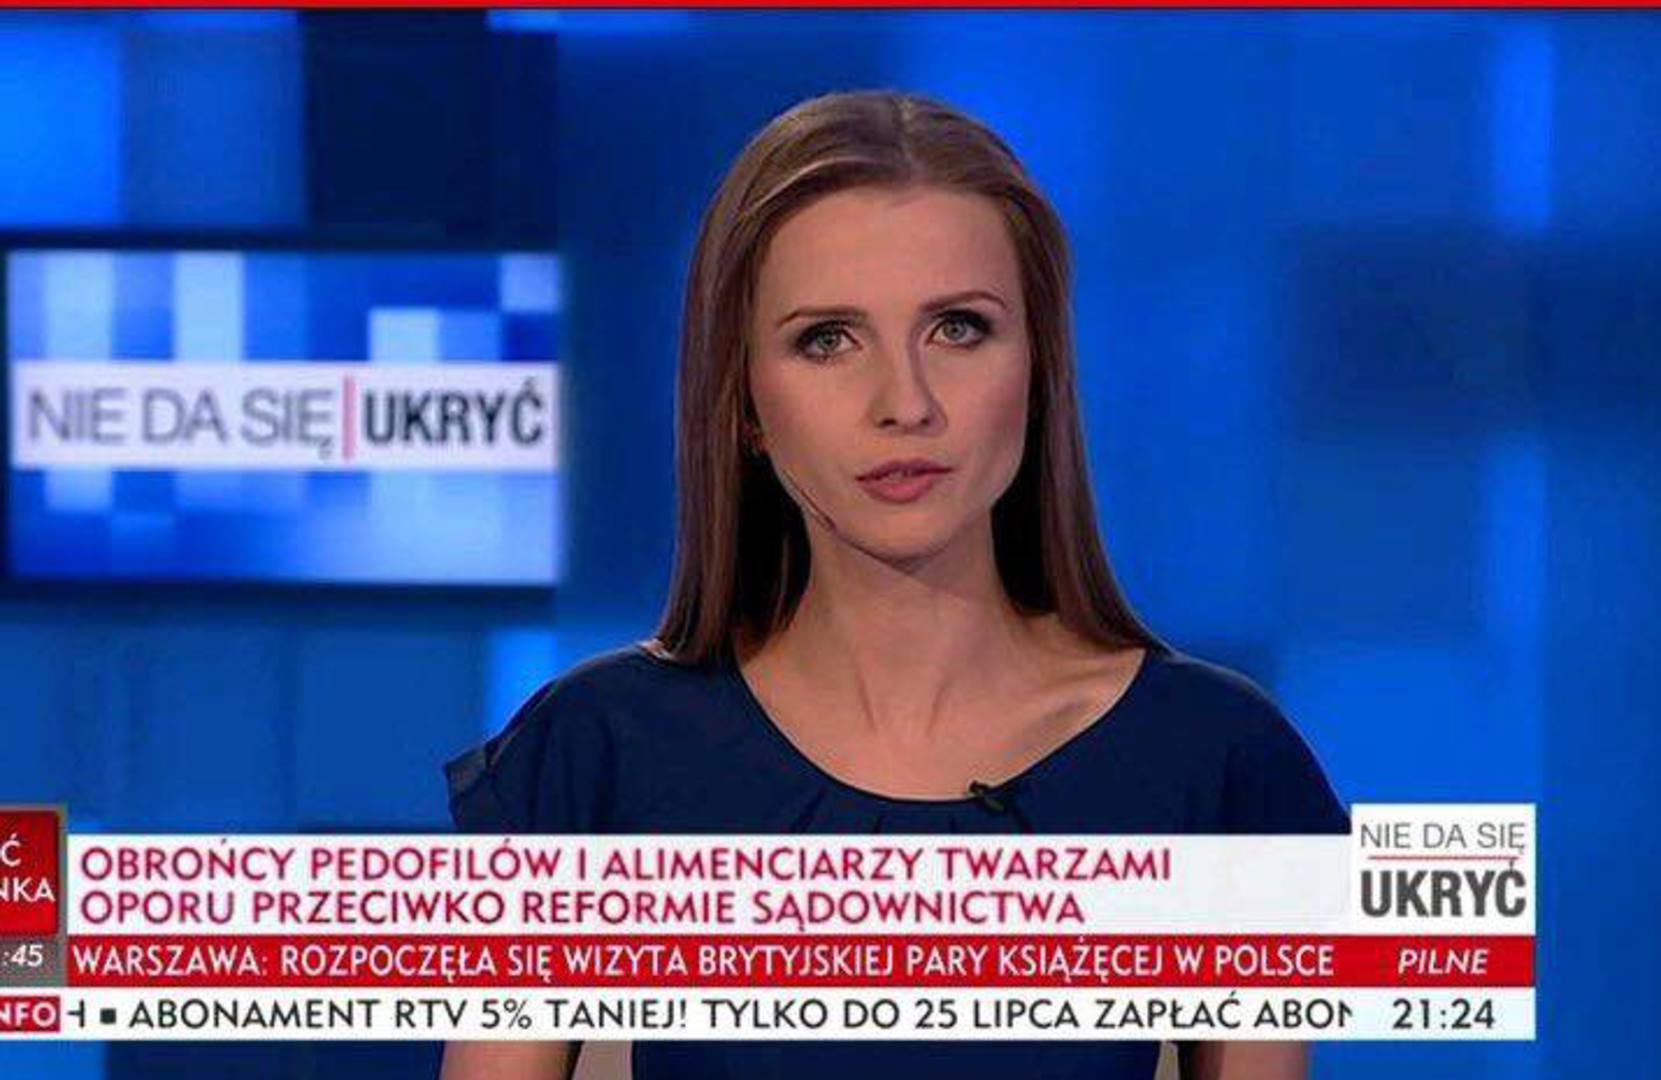 NIE DA SIĘ UKRYĆ
NIE DA SIĘ
UKRYĆ
OBROŃCY PEDOFILÓW I ALIMENCIARZY TWARZAMI
OPORU PRZECIWKO REFORMIE SĄDOWNICTWA
:45
WARSZAWA: ROZPOCZĘŁA SIĘ WIZYTA BRYTYJSKIEJ PARY KSIĄŻĘCEJ W POLSCE
PILNE
■ ABONAMENT RTV 5% TANIEJ! TYLKO DO 25 LIPCA ZAPŁAĆ
21:24